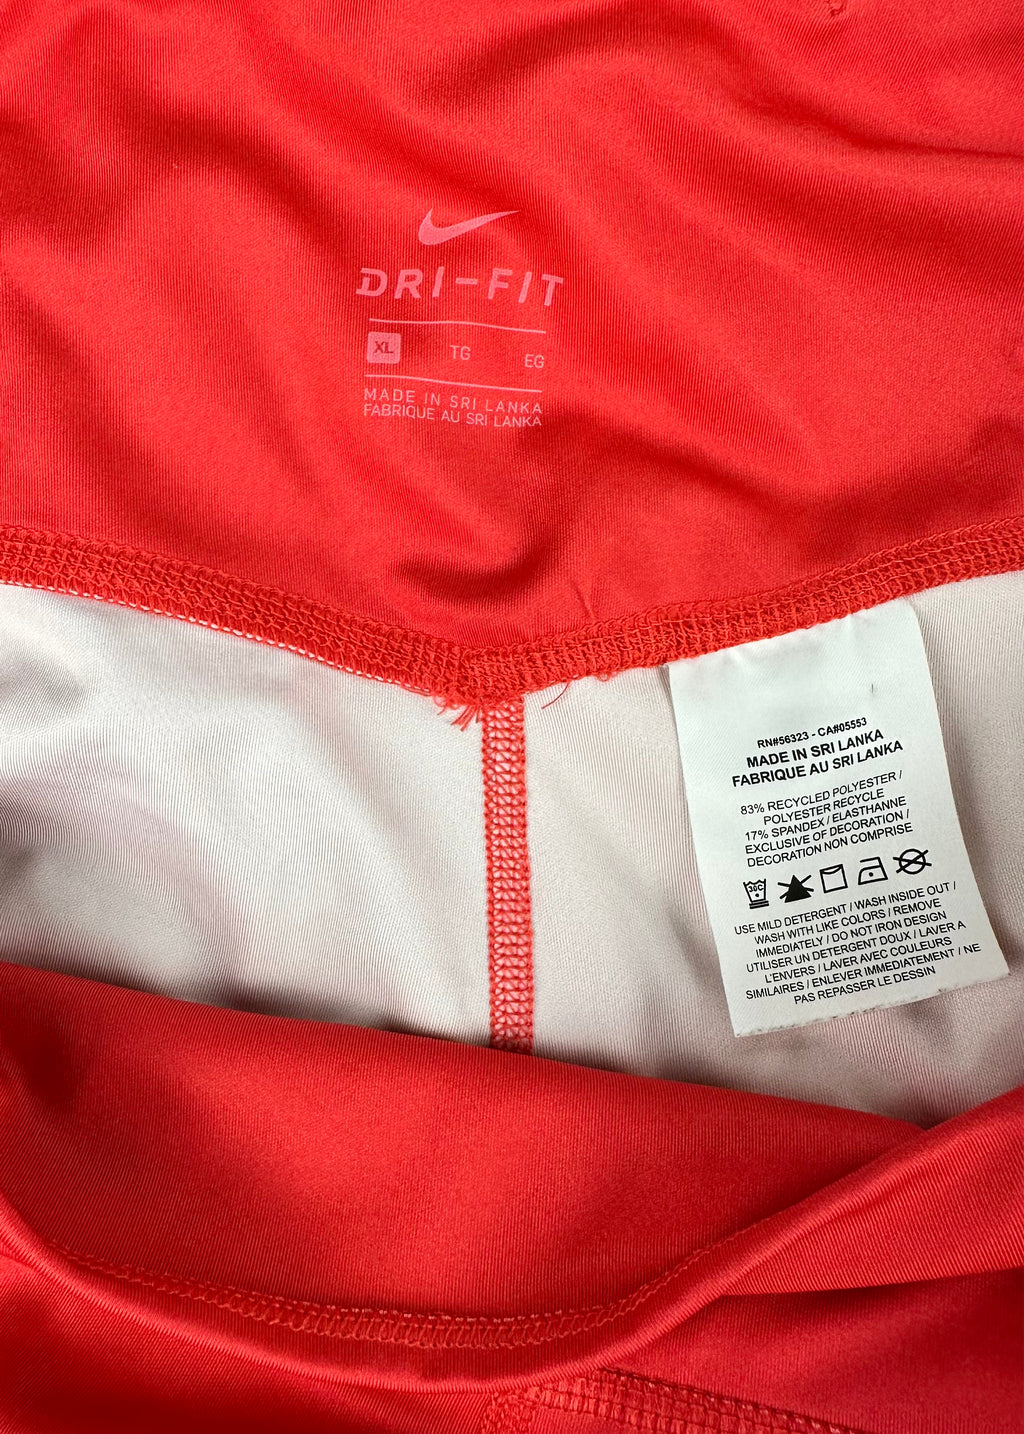 DRI-FIT
XL TG EG
MADE IN SRI LANKA
FABRIQUE AU SRI LANKA
RN#56323 - CA#05553
MADE IN SRI LANKA
FABRIQUE AU SRI LANKA
83% RECYCLED POLYESTER /
POLYESTER RECYCLE
17% SPANDEX / ELASTHANNE
EXCLUSIVE OF DECORATION /
DECORATION NON COMPRISE
30C
USE MILD DETERGENT / WASH INSIDE OUT /
WASH WITH LIKE COLORS / REMOVE
IMMEDIATELY / DO NOT IRON DESIGN
UTILISER UN DETERGENT DOUX / LAVER A
L'ENVERS / LAVER AVEC COULEURS
SIMILAIRES / ENLEVER IMMEDIATEMENT / NE
PAS REPASSER LE DESSIN